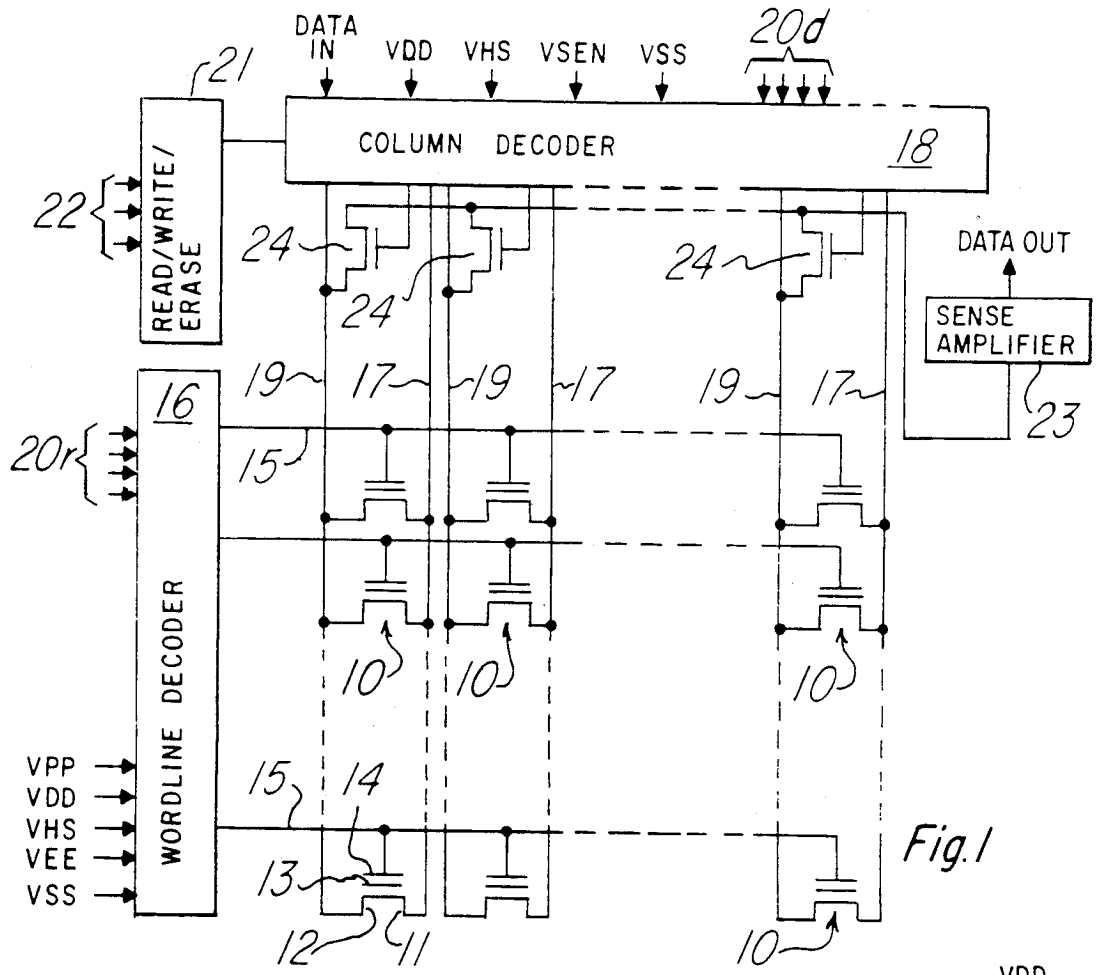 DATA IN
VDD
VHS
VSEN
VSS
20d
21
READ/WRITE/
ERASE
22
COLUMN DECODER
18
24
24
24
DATA OUT
SENSE
AMPLIFIER
23
19
17
19
17
19
17
16
20r
15
WORDLINE DECODER
10
10
10
VPP
VDD
VHS
VEE
VSS
15
14
13
12
11
10
Fig.1
VDD